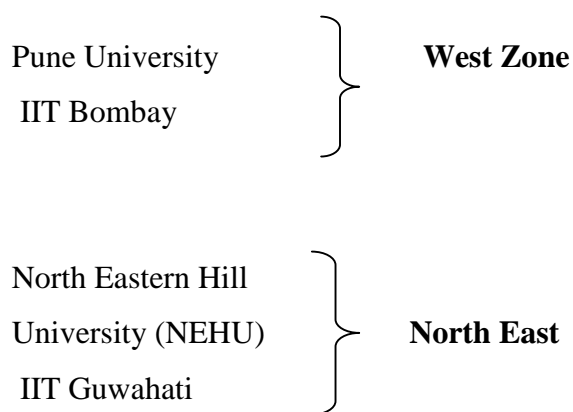 Pune University West Zone
IIT Bombay
North Eastern Hill
University (NEHU) North East
IIT Guwahati